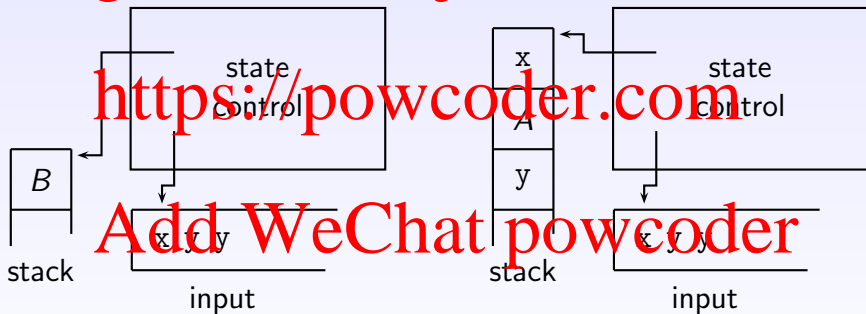 state
control
B
x y y
stack
input
x
A
y
state
control
x y y
stack
input
https://powcoder.com
Add WeChat powcoder